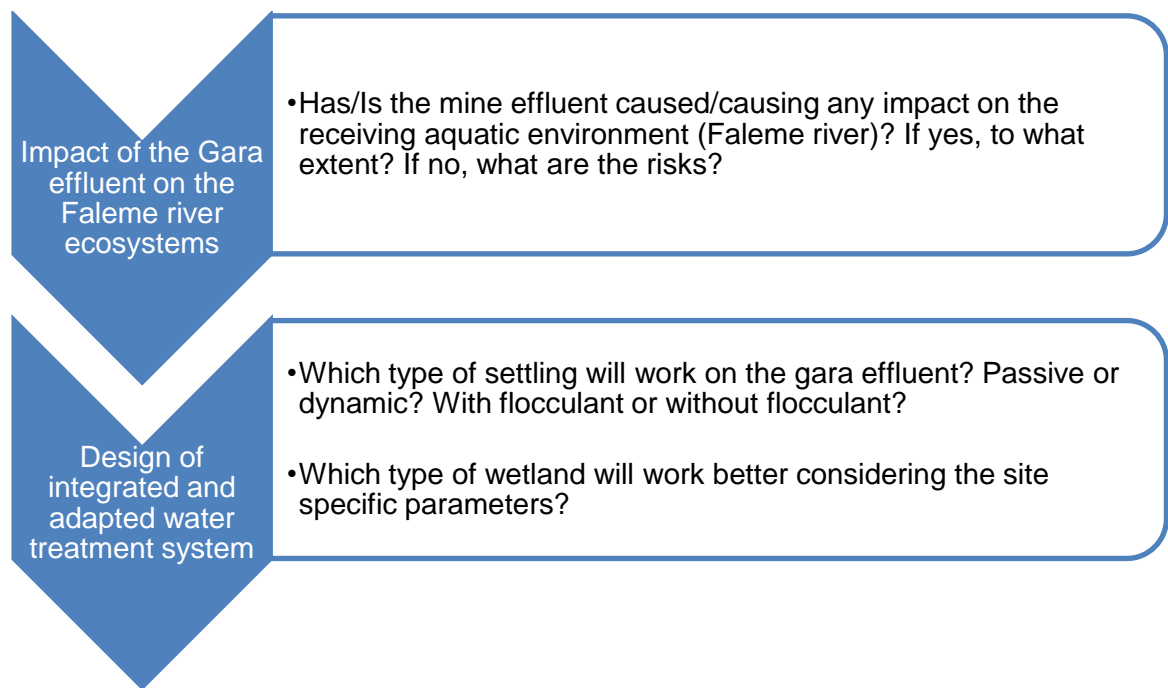 Impact of the Gara
effluent on the
Faleme river
ecosystems
•Has/Is the mine effluent caused/causing any impact on the
receiving aquatic environment (Faleme river)? If yes, to what
extent? If no, what are the risks?
Design of
integrated and
adapted water
treatment system
•Which type of settling will work on the gara effluent? Passive or
dynamic? With flocculant or without flocculant?
•Which type of wetland will work better considering the site
specific parameters?